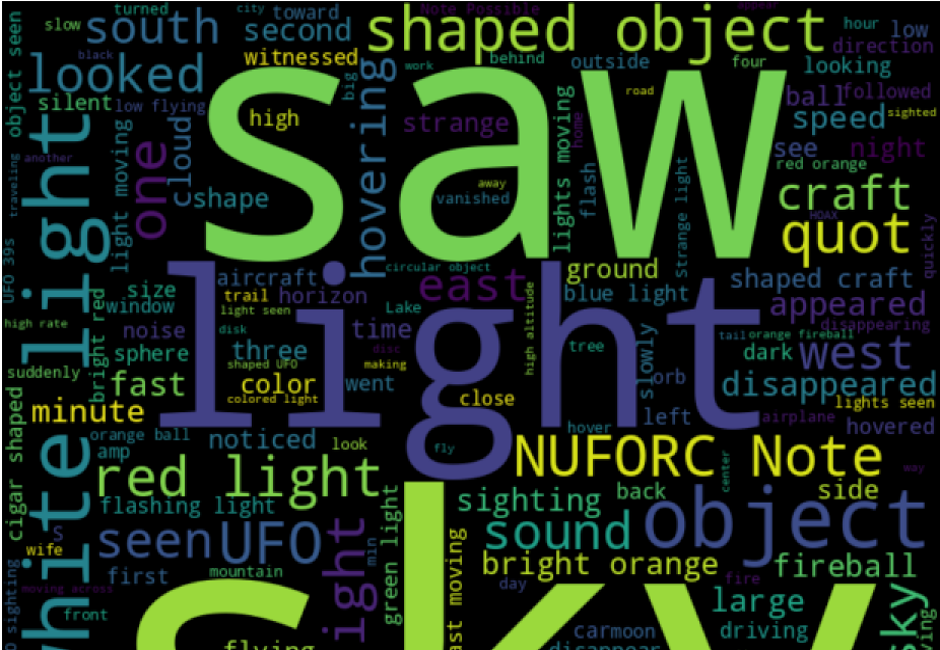 slow
turned
city
toward
Note Possible
appear
south
second
shaped object
hour
low
black
witnessed
behind
outside
four
direction
looked
big
work
looking
object seen
silent
low flying
saw
high
hovering
strange
road
ball
followed
speed
sighted
white light
light moving
one
cloud
shape
away
vanished
lights moving
home
flash
strange light
see
night
red orange
another
traveling
craft
HOAX
quot
quickly
UFO 39s
aircraft
circular object
ground
shaped craft
size
window
trail
horizon
east
blue light
appeared
light seen
Lake
light
high altitude
high rate
noise
disk
time
disappearing
bright red
sphere
three
disc
tree
slowly
tail
orange fireball
dark
west
suddenly
shaped UFO
making
fast
color
went
orb
disappeared
minute
colored light
close
left
airplane
lights seen
hover
hovered
cigar shaped
orange ball
noticed
look
fly
amp
NUFORC Note
center
way
red light
side
flashing light
green light
sighting
back
object
S
seen
UFO
sound
wife
min
bright orange
fireball
first
mountain
day
fire
moving across
front
large
sky
carmoon
driving
flying
disappear